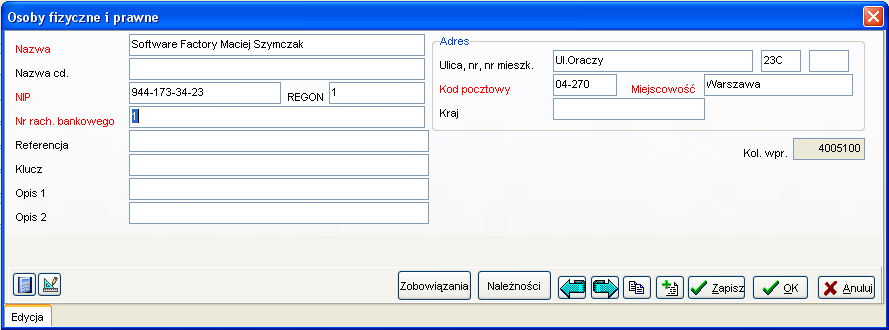 Osoby fizyczne i prawne
Nazwa Software Factory Maciej Szymczak
Nazwa cd.
NIP 944-173-34-23 REGON 1
Nr rach. bankowego 1
Referencja
Klucz
Opis 1
Opis 2
Adres
Ulica, nr, nr mieszk. Ul.Oraczy 23C
Kod pocztowy 04-270 Miejscowość Warszawa
Kraj
Kol. wpr. 4005100
Zobowiązania Należności Zapisz OK Anuluj
Edycja